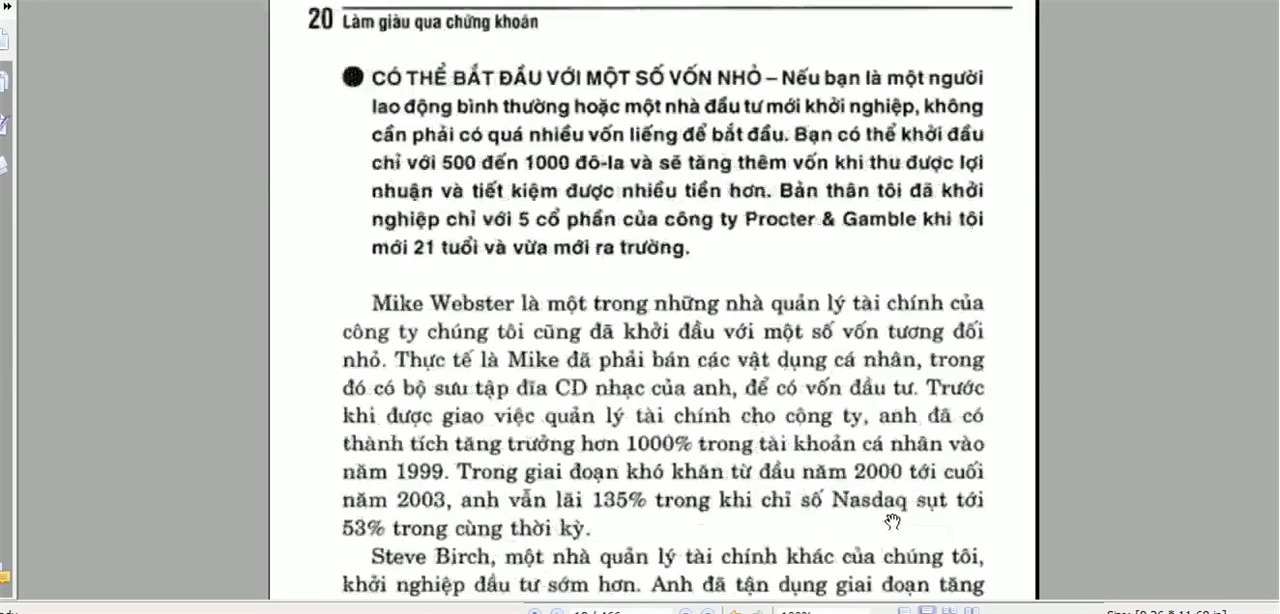 20 Làm giàu qua chứng khoán
CÓ THỂ BẮT ĐẦU VỚI MỘT SỐ VỐN NHỎ – Nếu bạn là một người
lao động bình thường hoặc một nhà đầu tư mới khởi nghiệp, không
cần phải có quá nhiều vốn liếng để bắt đầu. Bạn có thể khởi đầu
chỉ với 500 đến 1000 đô-la và sẽ tăng thêm vốn khi thu được lợi
nhuận và tiết kiệm được nhiều tiền hơn. Bản thân tôi đã khởi
nghiệp chỉ với 5 cổ phần của công ty Procter & Gamble khi tôi
mới 21 tuổi và vừa mới ra trường.
Mike Webster là một trong những nhà quản lý tài chính của
công ty chúng tôi cũng đã khởi đầu với một số vốn tương đối
nhỏ. Thực tế là Mike đã phải bán các vật dụng cá nhân, trong
đó có bộ sưu tập đĩa CD nhạc của anh, để có vốn đầu tư. Trước
khi được giao việc quản lý tài chính cho công ty, anh đã có
thành tích tăng trưởng hơn 1000% trong tài khoản cá nhân vào
năm 1999. Trong giai đoạn khó khăn từ đầu năm 2000 tới cuối
năm 2003, anh vẫn lãi 135% trong khi chỉ số Nasdaq sụt tới
53% trong cùng thời kỳ.
Steve Birch, một nhà quản lý tài chính khác của chúng tôi,
khởi nghiệp đầu tư sớm hơn. Anh đã tận dụng giai đoạn tăng